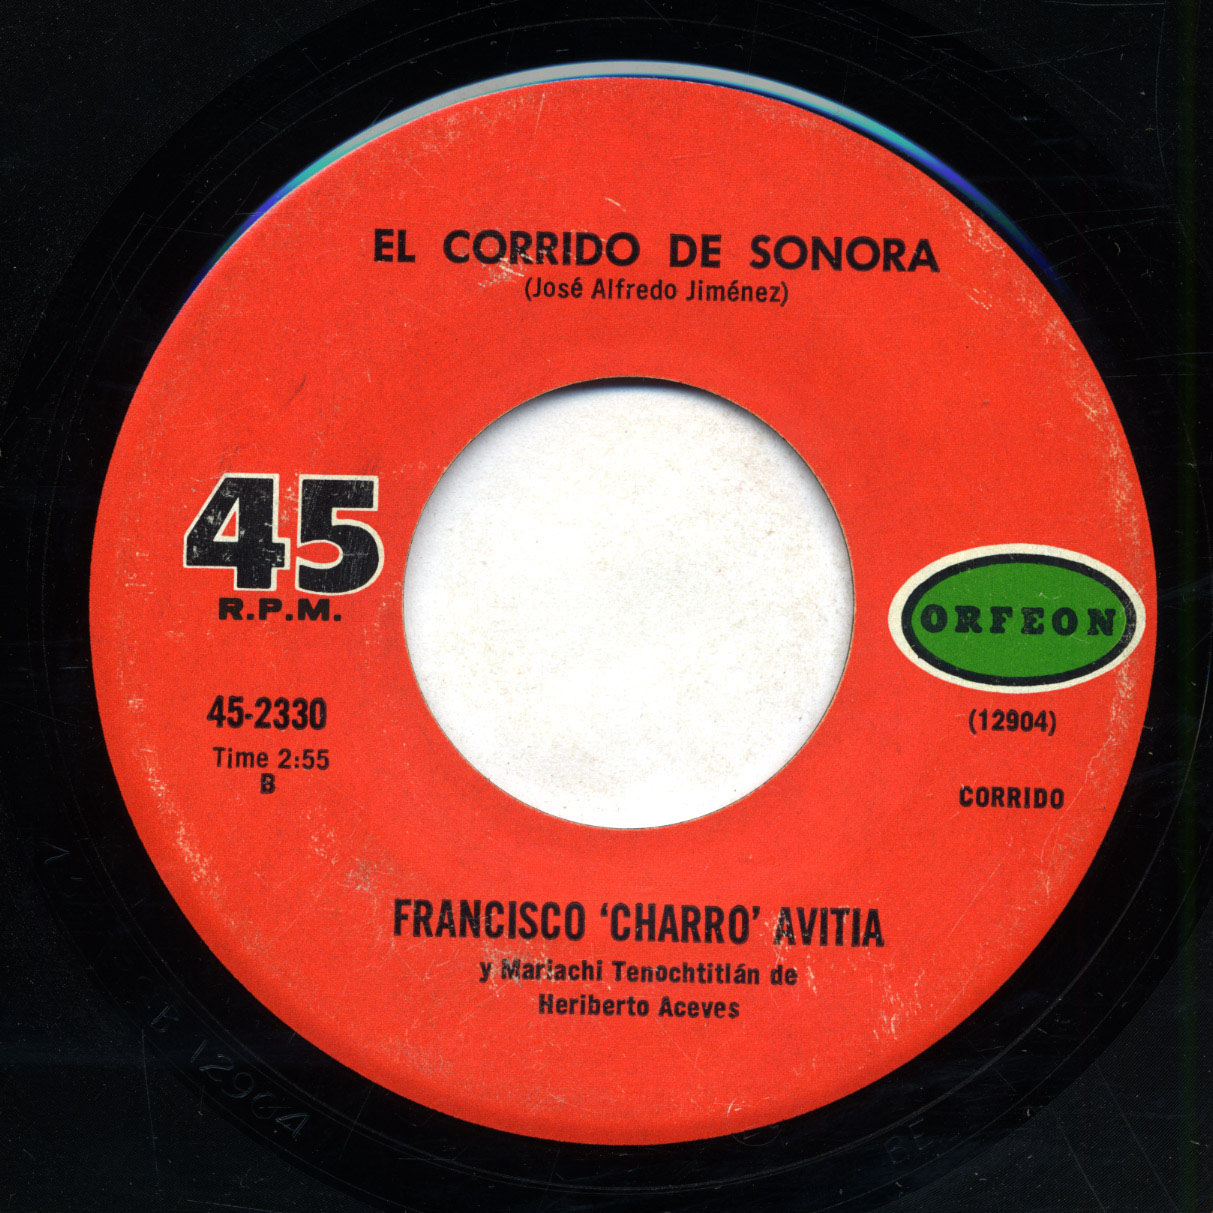 EL CORRIDO DE SONORA
(José Alfredo Jiménez)
45
R.P.M.
ORFEON
45-2330
(12904)
Time 2:55
B
CORRIDO
FRANCISCO ‘CHARRO’ AVITIA
y Mariachi Tenochtitlán de
Heriberto Aceves